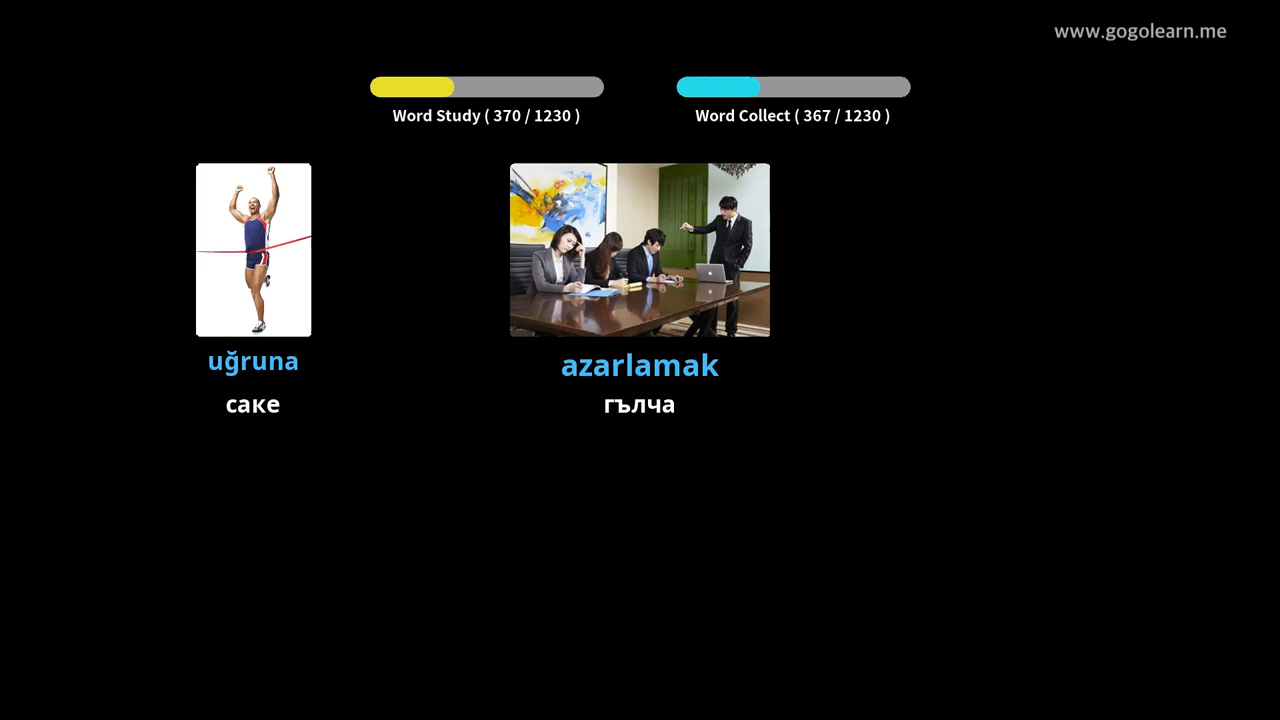 www.gogolearn.me
Word Study ( 370 / 1230 )
Word Collect ( 367 / 1230 )
uğruna
саке
azarlamak
гълча